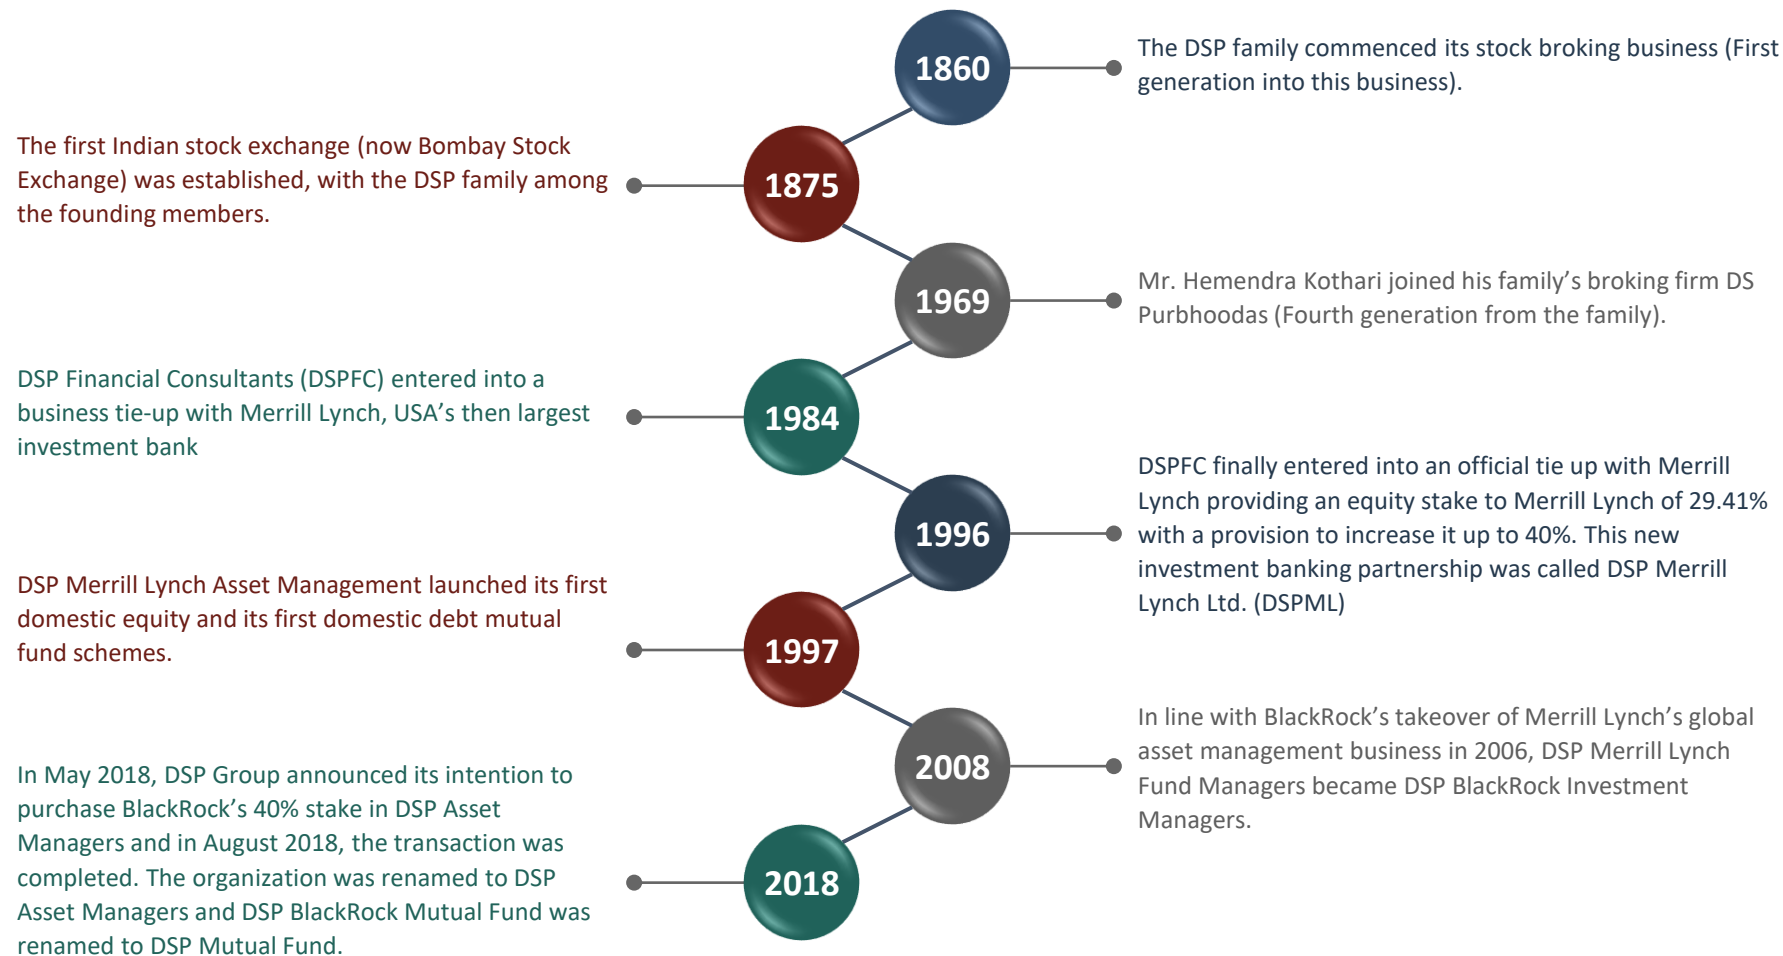 1860
The DSP family commenced its stock broking business (First
generation into this business).
The first Indian stock exchange (now Bombay Stock
Exchange) was established, with the DSP family among
the founding members.
1875
1969
Mr. Hemendra Kothari joined his family’s broking firm DS
Purbhoodas (Fourth generation from the family).
DSP Financial Consultants (DSPFC) entered into a
business tie-up with Merrill Lynch, USA’s then largest
investment bank
1984
1996
DSPFC finally entered into an official tie up with Merrill
Lynch providing an equity stake to Merrill Lynch of 29.41%
with a provision to increase it up to 40%. This new
investment banking partnership was called DSP Merrill
Lynch Ltd. (DSPML)
DSP Merrill Lynch Asset Management launched its first
domestic equity and its first domestic debt mutual
fund schemes.
1997
2008
In line with BlackRock’s takeover of Merrill Lynch’s global
asset management business in 2006, DSP Merrill Lynch
Fund Managers became DSP BlackRock Investment
Managers.
In May 2018, DSP Group announced its intention to
purchase BlackRock’s 40% stake in DSP Asset
Managers and in August 2018, the transaction was
completed. The organization was renamed to DSP
Asset Managers and DSP BlackRock Mutual Fund was
renamed to DSP Mutual Fund.
2018